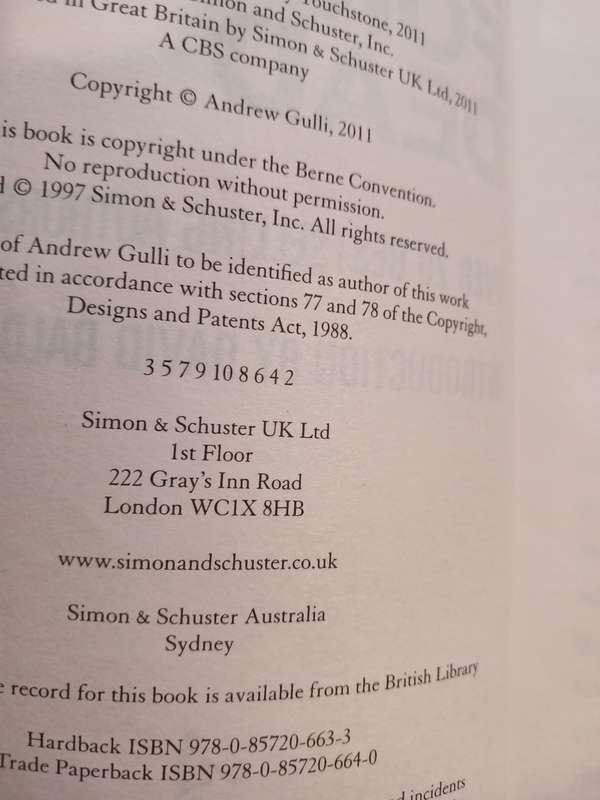 Touchstone, 2011
Simon and Schuster, Inc.
in Great Britain by Simon & Schuster UK Ltd, 2011
A CBS company
Copyright © Andrew Gulli, 2011
is book is copyright under the Berne Convention.
No reproduction without permission.
© 1997 Simon & Schuster, Inc. All rights reserved.
of Andrew Gulli to be identified as author of this work
ted in accordance with sections 77 and 78 of the Copyright,
Designs and Patents Act, 1988.
3 5 7 9 10 8 6 4 2
Simon & Schuster UK Ltd
1st Floor
222 Gray's Inn Road
London WC1X 8HB
www.simonandschuster.co.uk
Simon & Schuster Australia
Sydney
record for this book is available from the British Library
Hardback ISBN 978-0-85720-663-3
Trade Paperback ISBN 978-0-85720-664-0
incidents